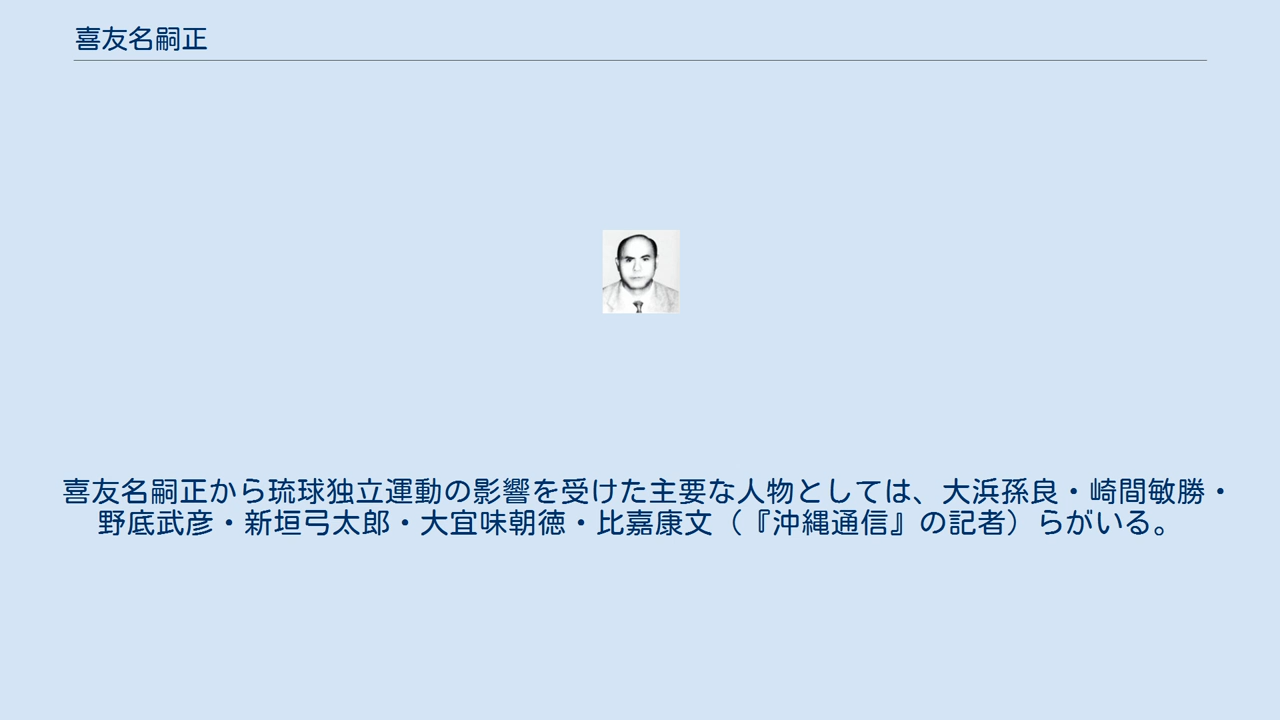 喜友名嗣正
喜友名嗣正から琉球独立運動の影響を受けた主要な人物としては、大浜孫良・崎間敏勝・
野底武彦・新垣弓太郎・大宜味朝徳・比嘉康文（『沖縄通信』の記者）らがいる。